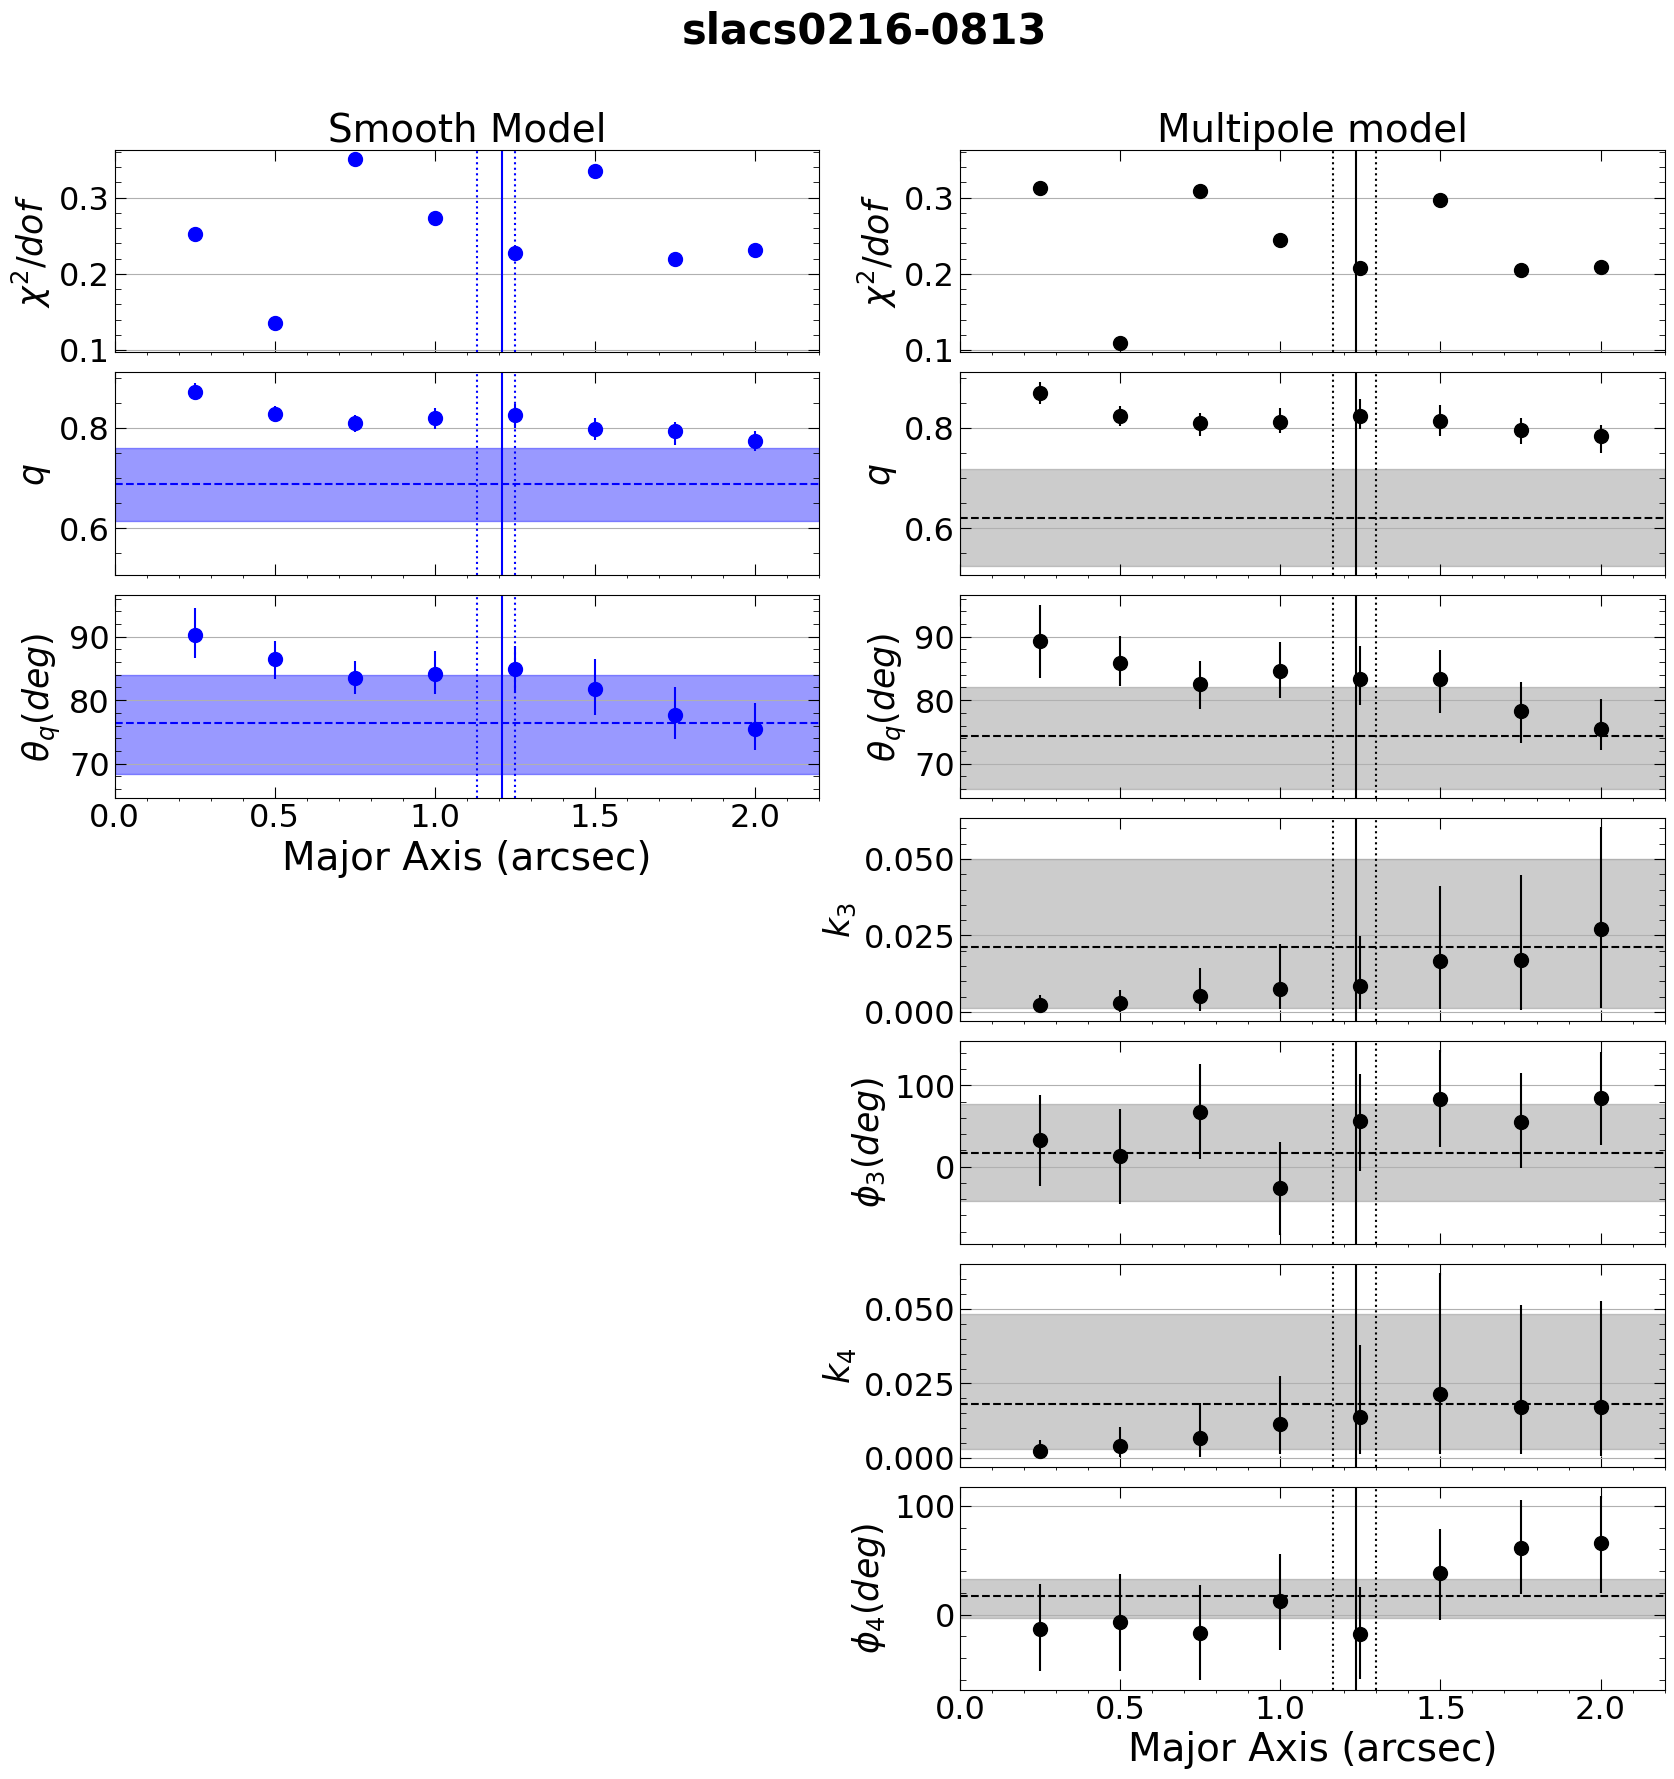 slacs0216-0813
Smooth Model
χ²/dof
0.3
0.2
0.1
q
0.8
0.6
θ_q(deg)
90
80
70
0.0 0.5 1.0 1.5 2.0
Major Axis (arcsec)
Multipole model
χ²/dof
0.3
0.2
0.1
q
0.8
0.6
θ_q(deg)
90
80
70
k₃
0.050
0.025
0.000
ϕ₃(deg)
100
0
k₄
0.050
0.025
0.000
ϕ₄(deg)
100
0
0.0 0.5 1.0 1.5 2.0
Major Axis (arcsec)